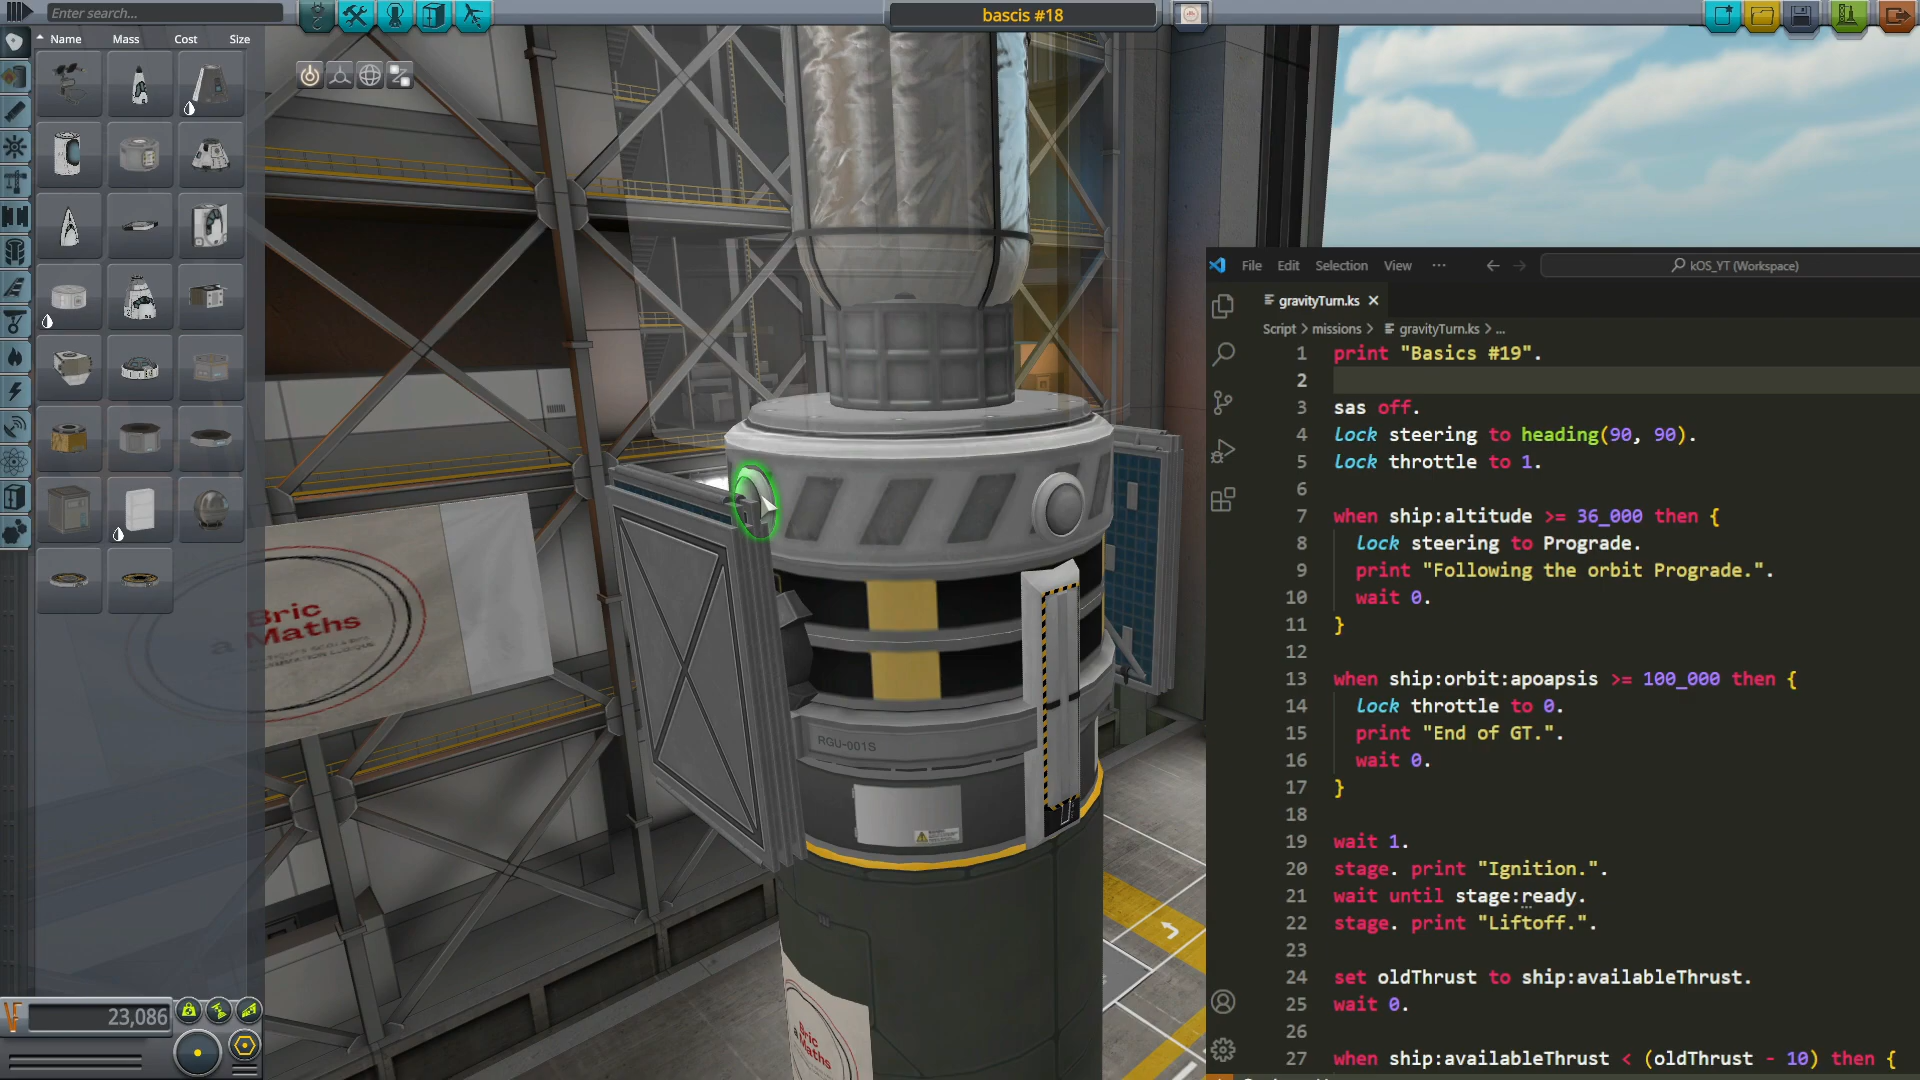 Enter search...
bascis #18
Name Mass Cost Size
Bric
à Maths
RGU-001S
23,086
Bric
à Maths
File Edit Selection View ··· kOS_YT (Workspace)
gravityTurn.ks
Script > missions > gravityTurn.ks > ...
1 print "Basics #19".
2
3 sas off.
4 lock steering to heading(90, 90).
5 lock throttle to 1.
6
7 when ship:altitude >= 36_000 then {
8 lock steering to Prograde.
9 print "Following the orbit Prograde.".
10 wait 0.
11 }
12
13 when ship:orbit:apoapsis >= 100_000 then {
14 lock throttle to 0.
15 print "End of GT.".
16 wait 0.
17 }
18
19 wait 1.
20 stage. print "Ignition.".
21 wait until stage:ready.
22 stage. print "Liftoff.".
23
24 set oldThrust to ship:availableThrust.
25 wait 0.
26
27 when ship:availableThrust < (oldThrust - 10) then {